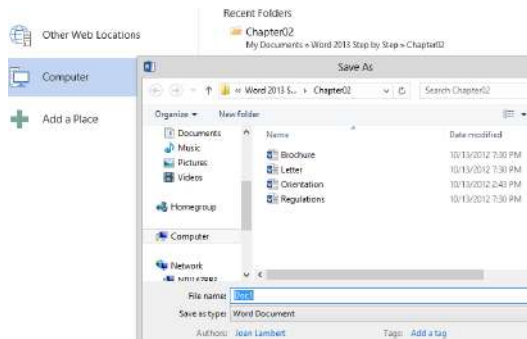 Recent Folders
Other Web Locations
Chapter02
My Documents » Word 2013 Step by Step » Chapter02
Computer
Save As
« Word 2013 S... › Chapter02
Search Chapter02
Add a Place
Organize
New folder
Documents
Name
Date modified
Music
Pictures
Brochure 10/13/2012 7:30 PM
Videos
Letter 10/13/2012 7:30 PM
Orientation 10/13/2012 2:43 PM
Homegroup
Regulations 10/13/2012 7:30 PM
Computer
Network
File name: Doc1
Save as type: Word Document
Authors: Joan Lambert
Tags: Add a tag